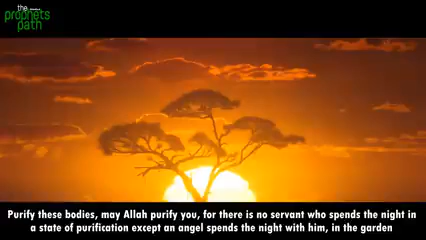 the
prophets
path
Purify these bodies, may Allah purify you, for there is no servant who spends the night in
a state of purification except an angel spends the night with him, in the garden